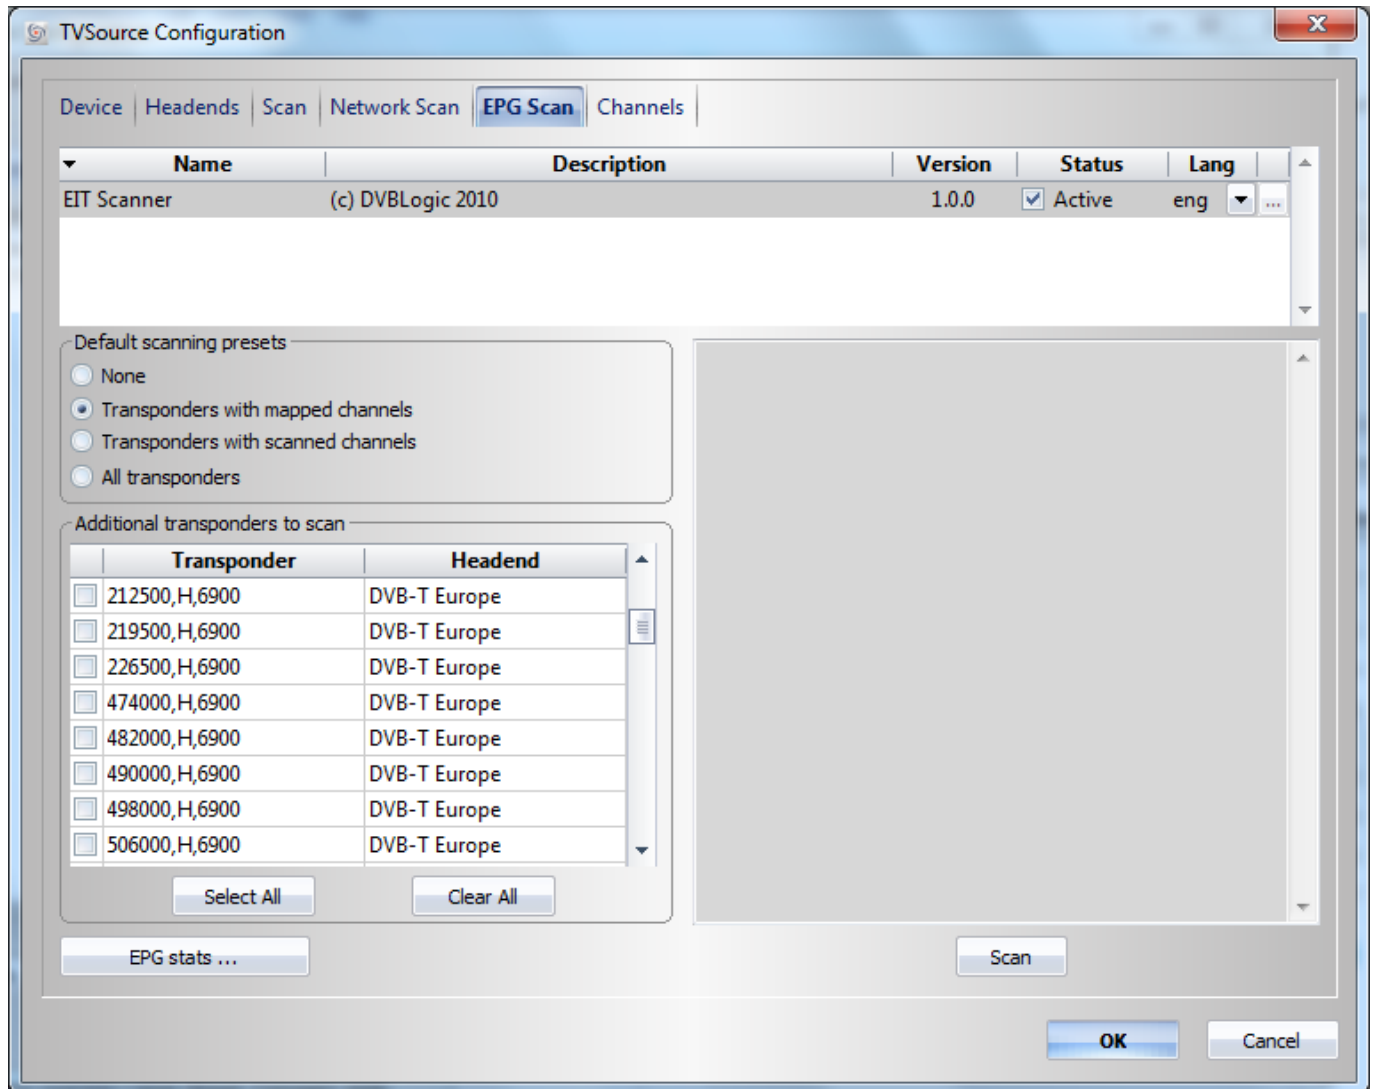 TVSource Configuration
Device Headends Scan Network Scan EPG Scan Channels
Name Description Version Status Lang
EIT Scanner (c) DVBLogic 2010 1.0.0 Active eng ...
Default scanning presets
None
Transponders with mapped channels
Transponders with scanned channels
All transponders
Additional transponders to scan
Transponder Headend
212500,H,6900 DVB-T Europe
219500,H,6900 DVB-T Europe
226500,H,6900 DVB-T Europe
474000,H,6900 DVB-T Europe
482000,H,6900 DVB-T Europe
490000,H,6900 DVB-T Europe
498000,H,6900 DVB-T Europe
506000,H,6900 DVB-T Europe
Select All Clear All
EPG stats ... Scan
OK Cancel